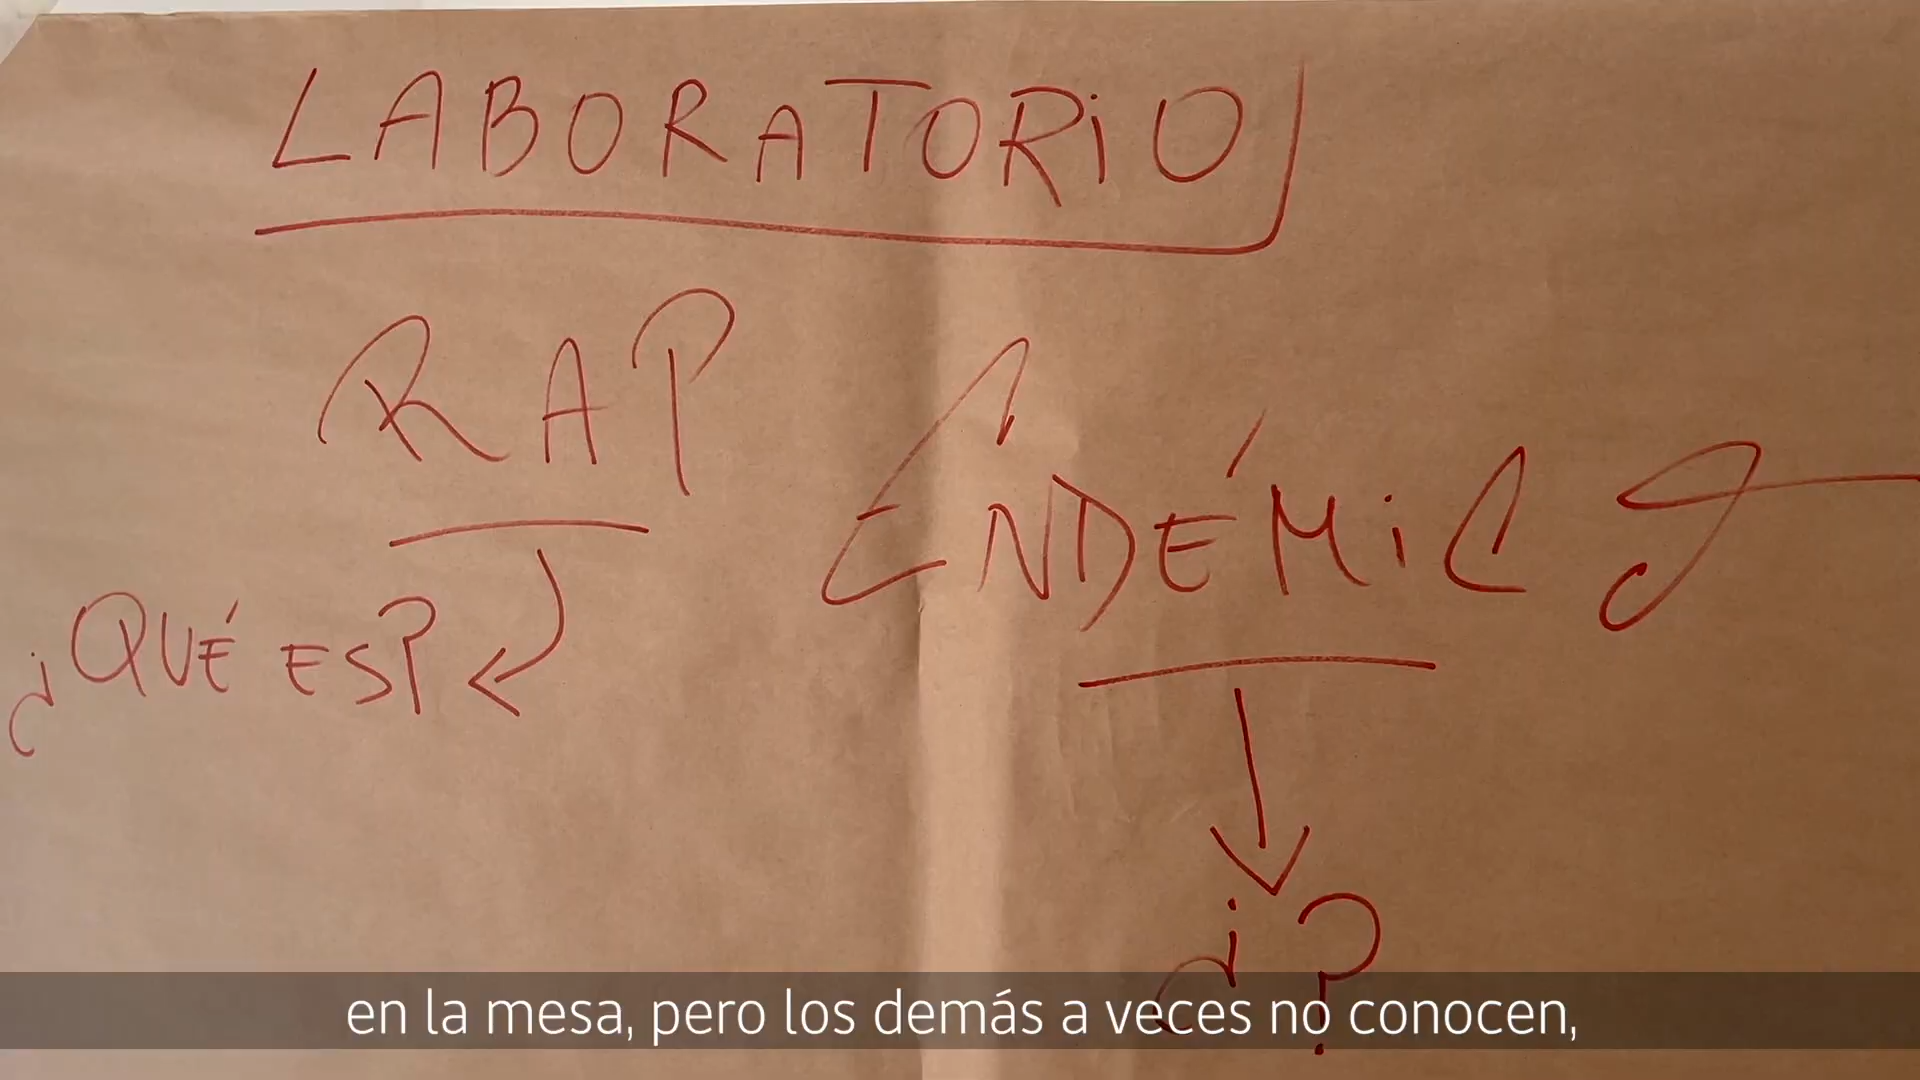 LABORATORIO
RAP
ENDÉMICO
¿QUÉ ES?
¿?
en la mesa, pero los demás a veces no conocen,